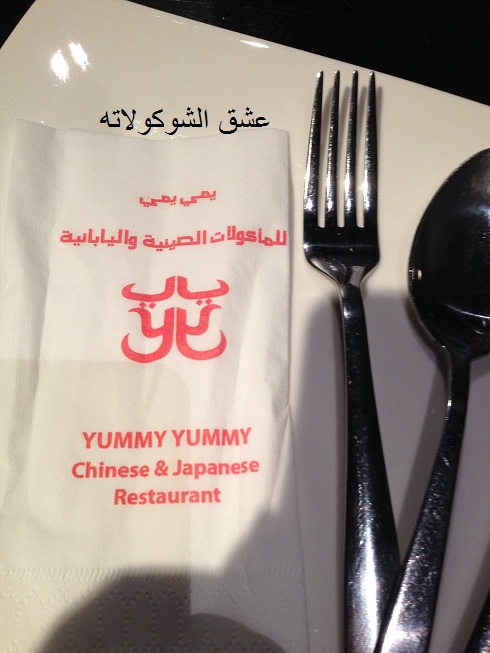 عشق الشوكولاته
يمي يمي
للمأكولات الصينية واليابانية
YUMMY YUMMY
Chinese & Japanese
Restaurant